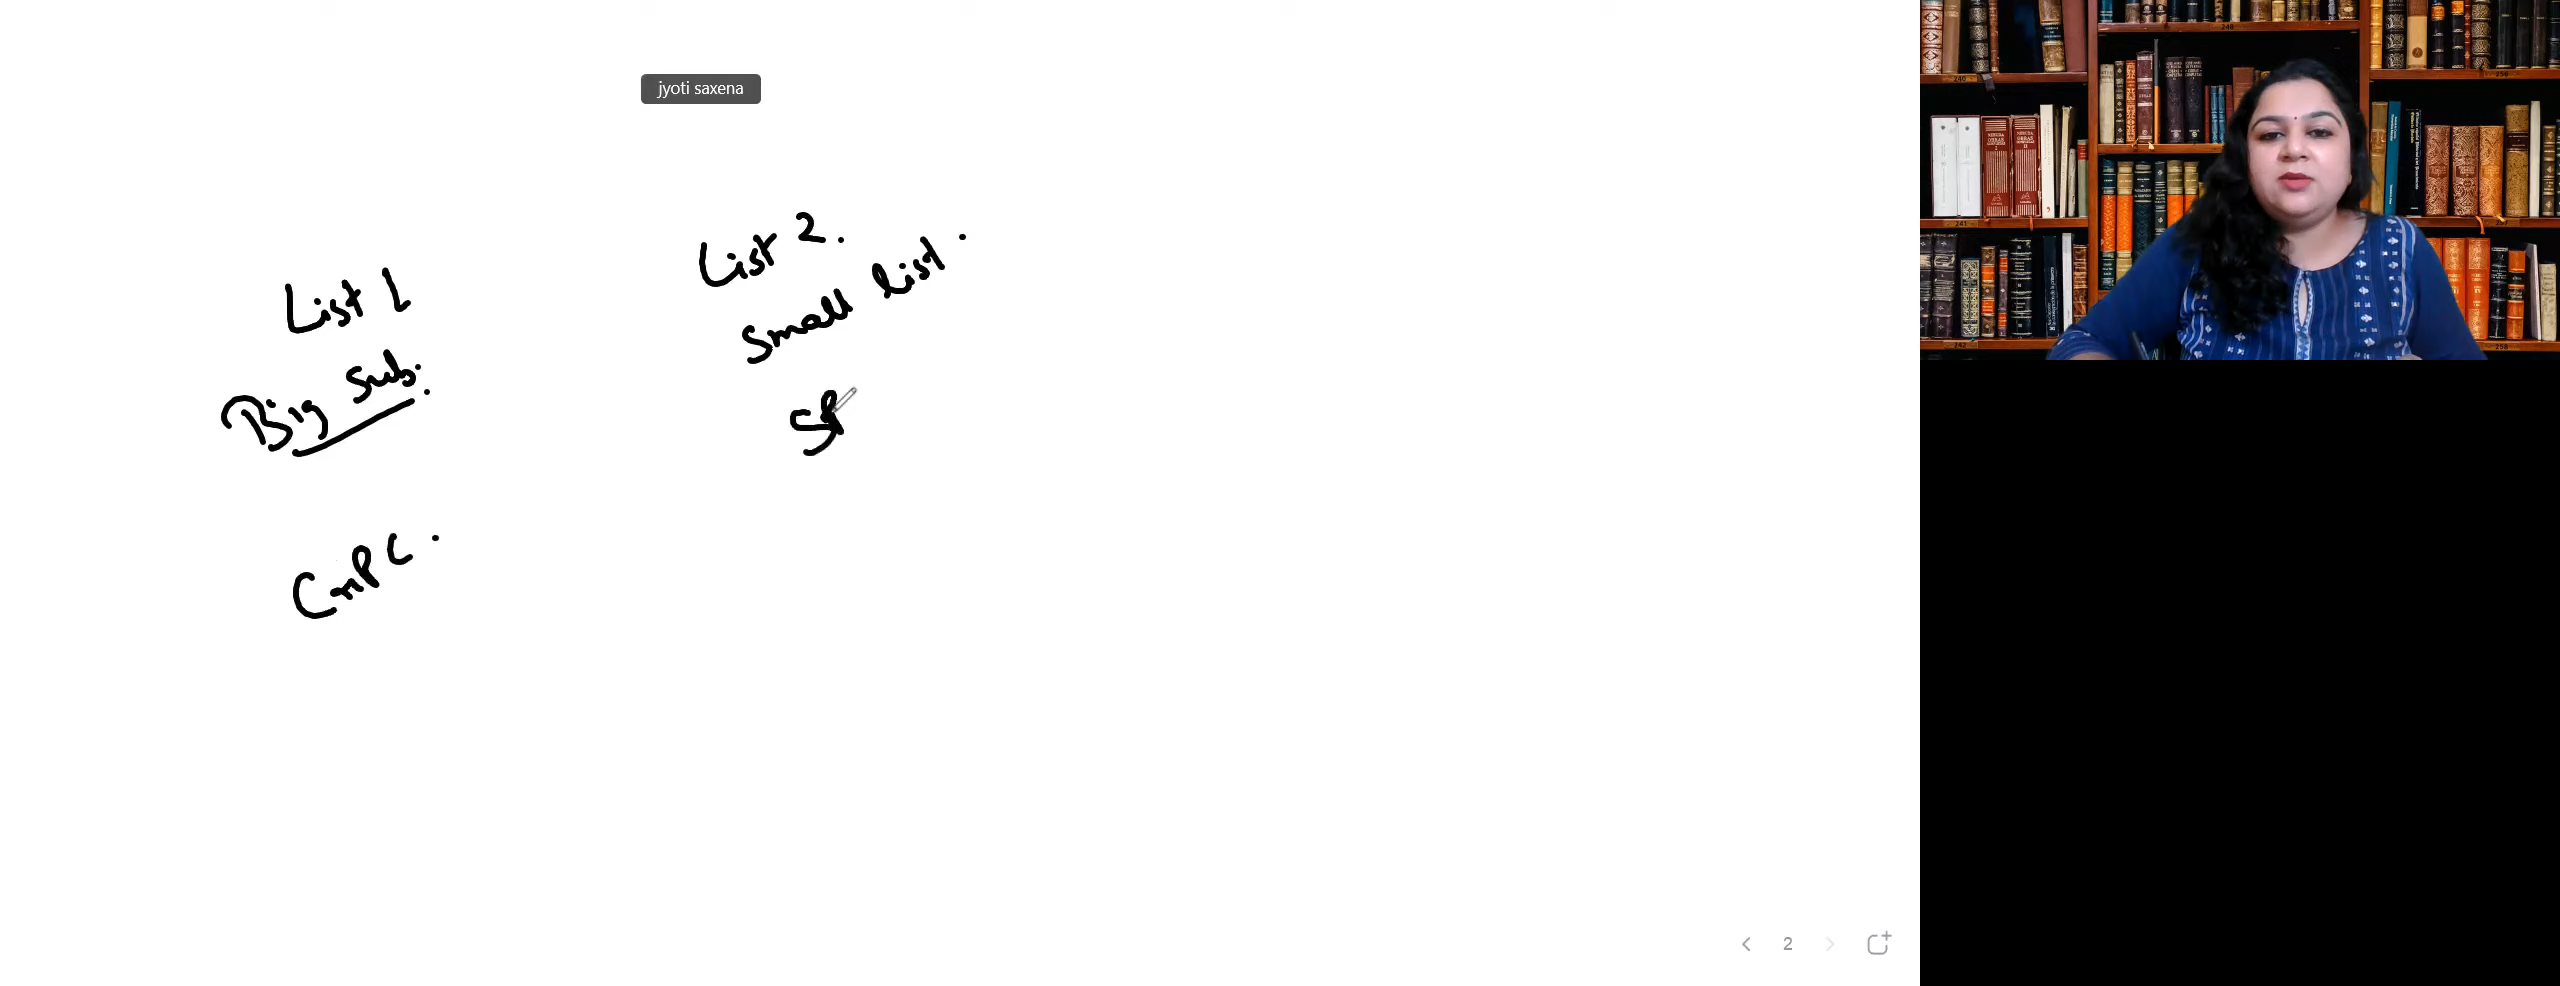 jyoti saxena
List 1
Big Sub.
CrPC.
List 2.
Small list.
2